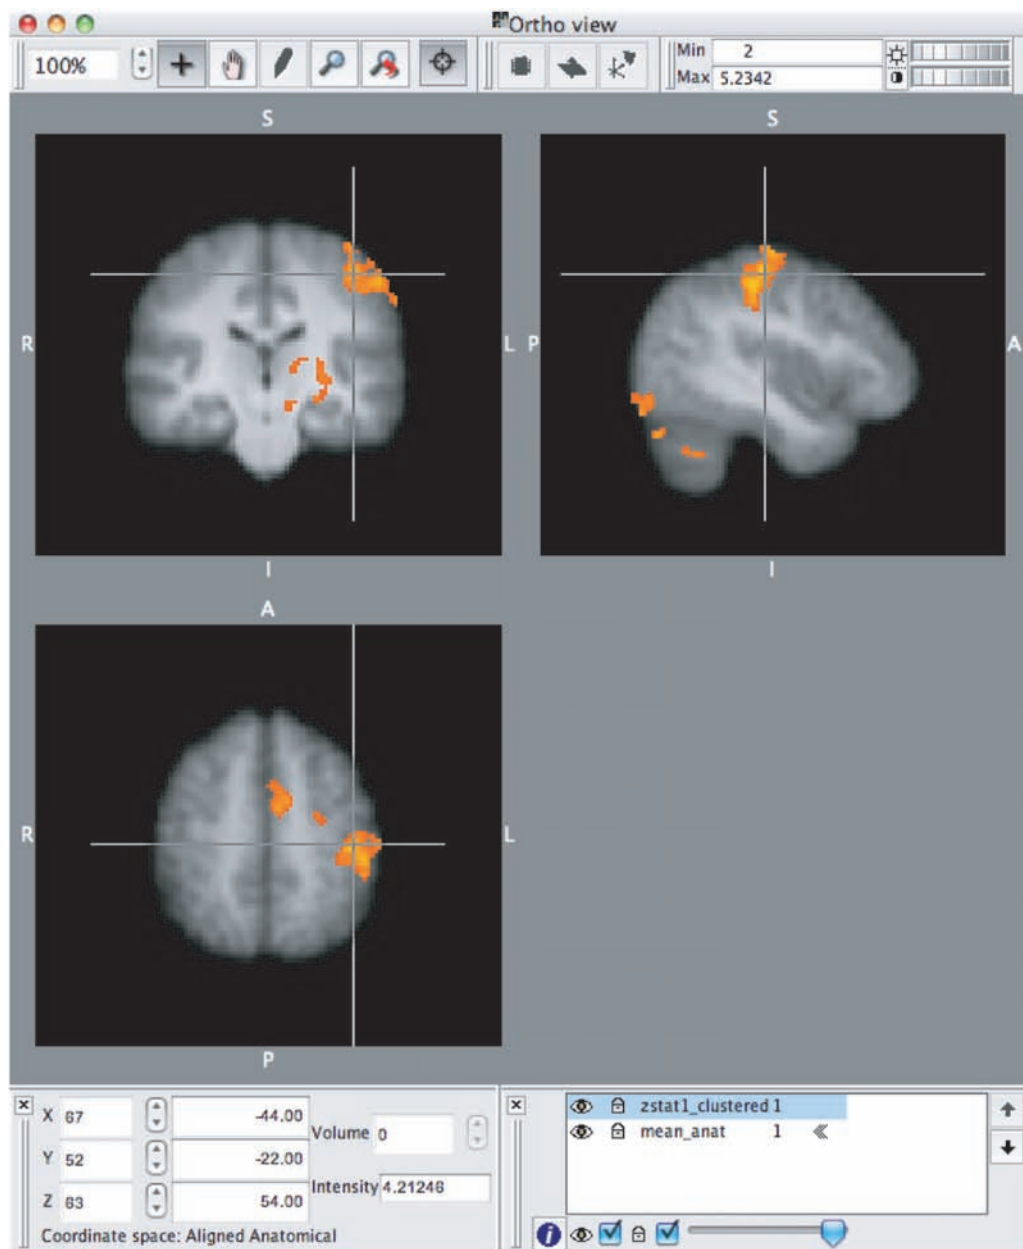 Ortho view
100%
Min 2
Max 5.2342
S S
R L P A
I I
A
R L
P
X 67 -44.00
Y 52 -22.00
Z 63 54.00
Volume 0
Intensity 4.21246
Coordinate space: Aligned Anatomical
zstat1_clustered 1
mean_anat 1